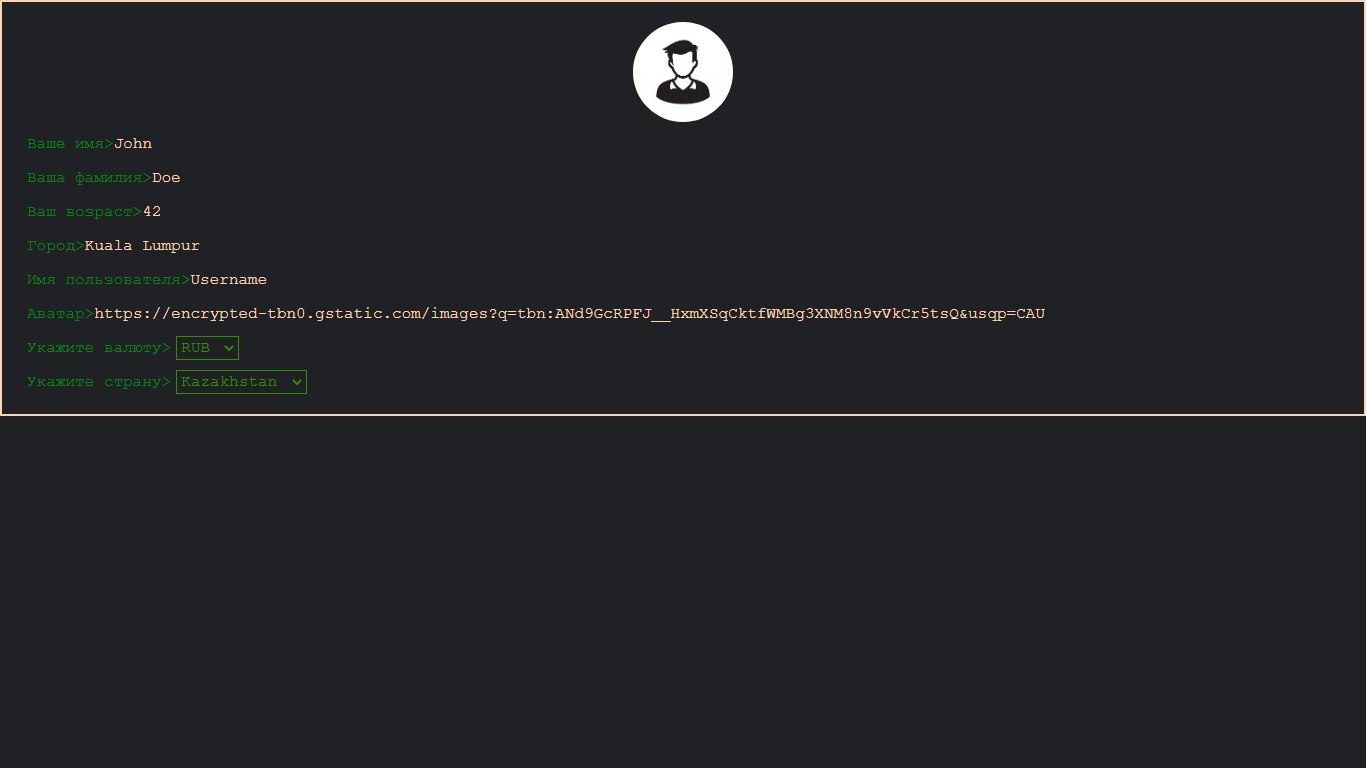 Ваше имя>John
Ваша фамилия>Doe
Ваш возраст>42
Город>Kuala Lumpur
Имя пользователя>Username
Аватар>https://encrypted-tbn0.gstatic.com/images?q=tbn:ANd9GcRPFJ__HxmXSqCktfWMBg3XNM8n9vVkCr5tsQ&usqp=CAU
Укажите валюту> RUB
Укажите страну> Kazakhstan